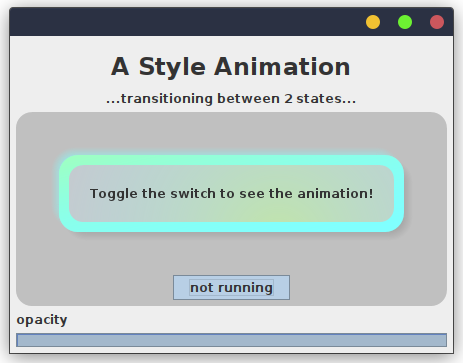 A Style Animation
...transitioning between 2 states...
Toggle the switch to see the animation!
not running
opacity